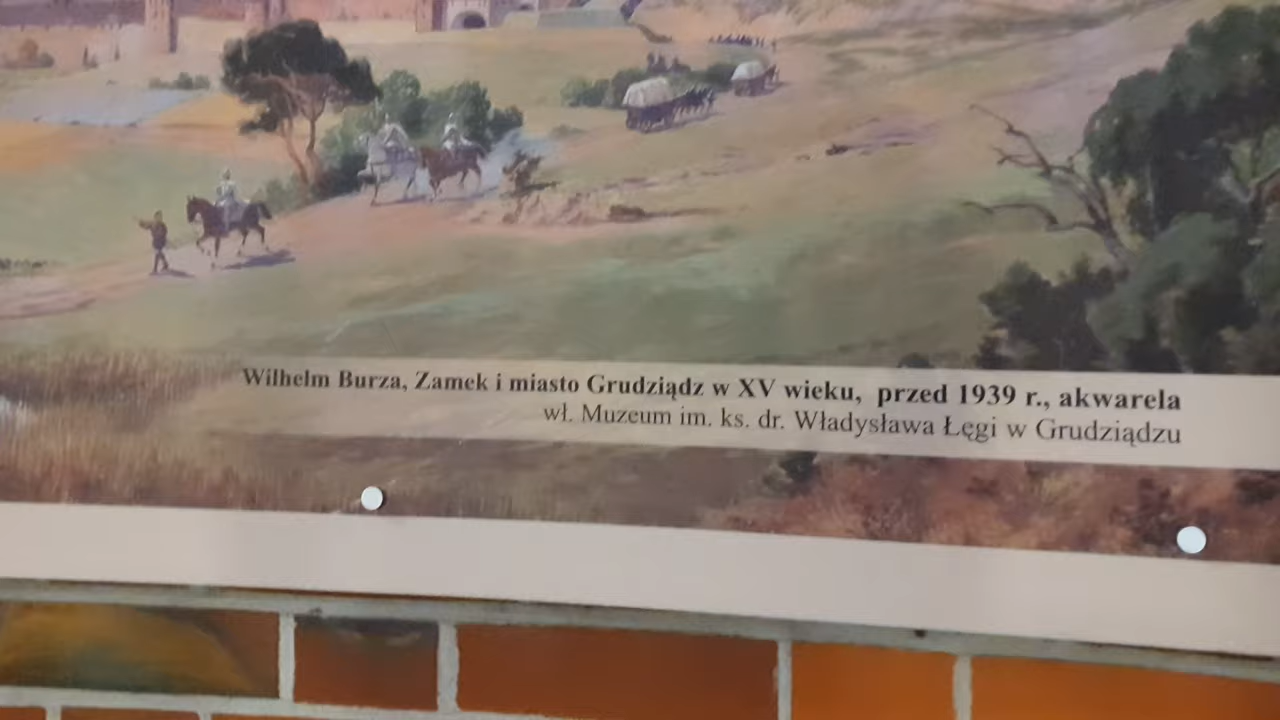 Wilhelm Burza, Zamek i miasto Grudziądz w XV wieku, przed 1939 r., akwarela
wł. Muzeum im. ks. dr. Władysława Łęgi w Grudziądzu